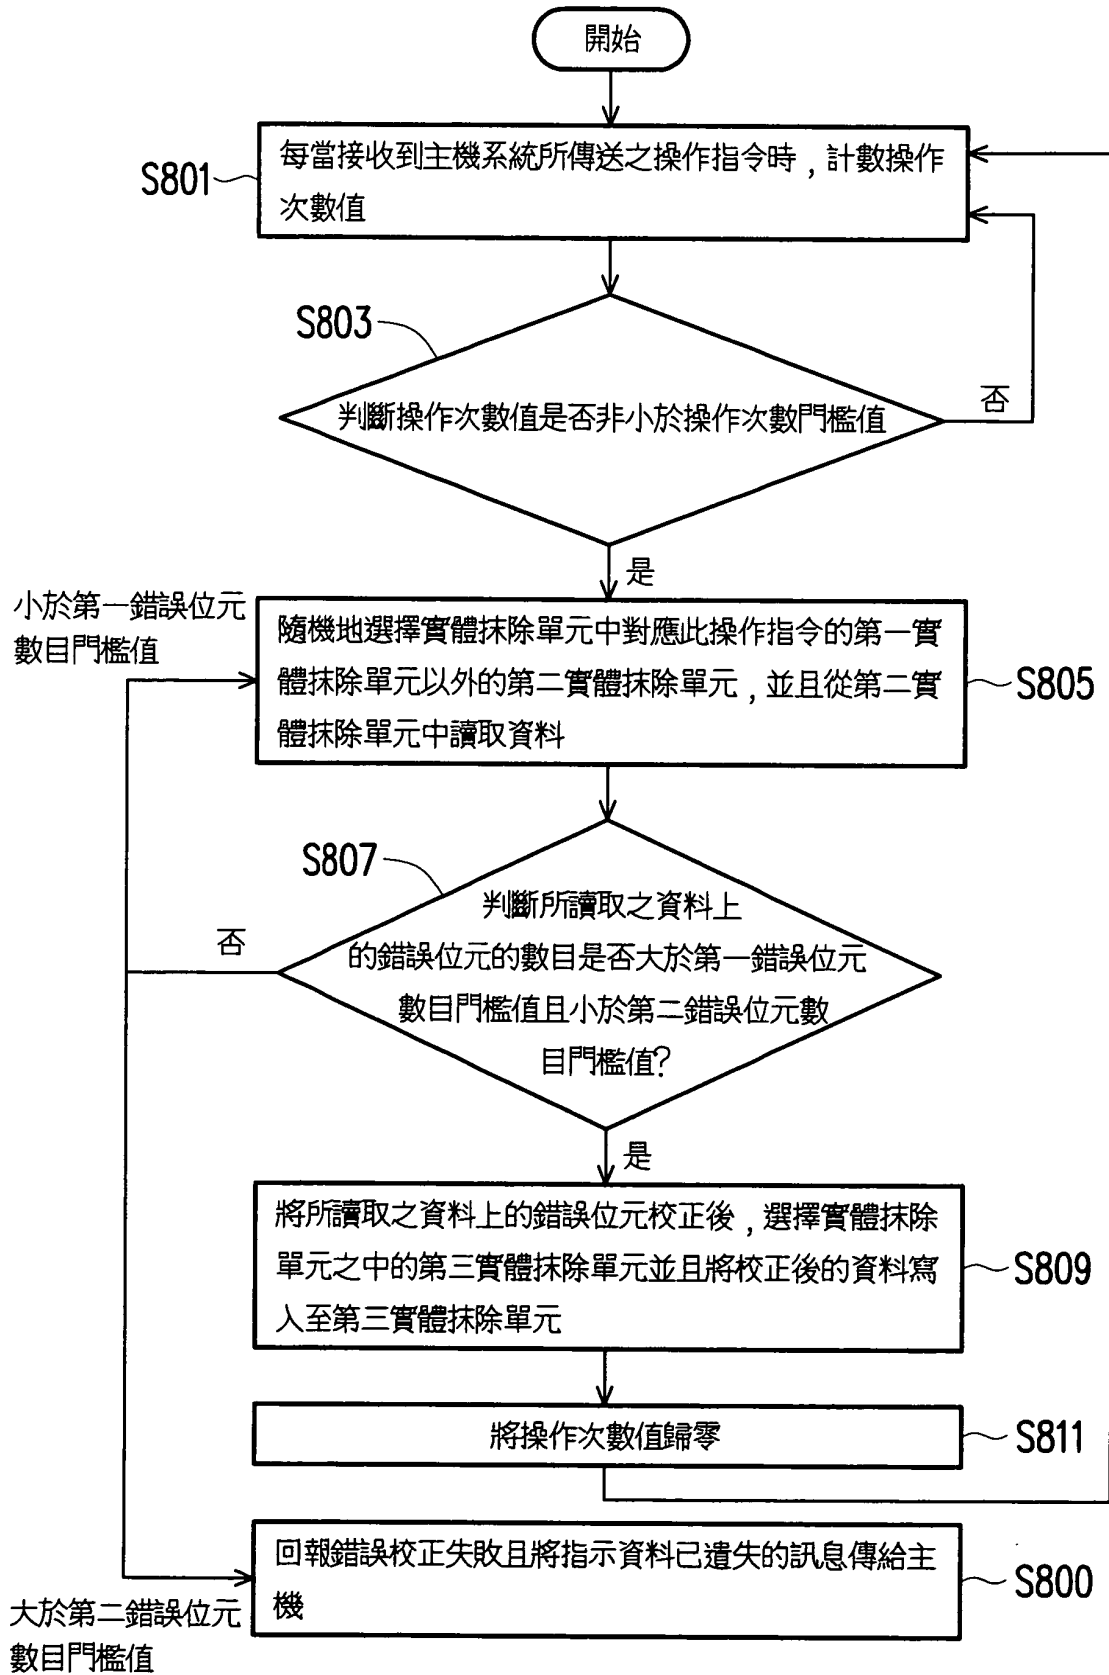 開始
每當接收到主機系統所傳送之操作指令時,計數操作
次數值
S801
S803
判斷操作次數值是否非小於操作次數門檻值
否
是
小於第一錯誤位元
數目門檻值
隨機地選擇實體抹除單元中對應此操作指令的第一實
體抹除單元以外的第二實體抹除單元,並且從第二實
體抹除單元中讀取資料
S805
S807
判斷所讀取之資料上
的錯誤位元的數目是否大於第一錯誤位元
數目門檻值且小於第二錯誤位元數
目門檻值?
否
是
將所讀取之資料上的錯誤位元校正後,選擇實體抹除
單元之中的第三實體抹除單元並且將校正後的資料寫
入至第三實體抹除單元
S809
將操作次數值歸零
S811
回報錯誤校正失敗且將指示資料已遺失的訊息傳給主
機
S800
大於第二錯誤位元
數目門檻值